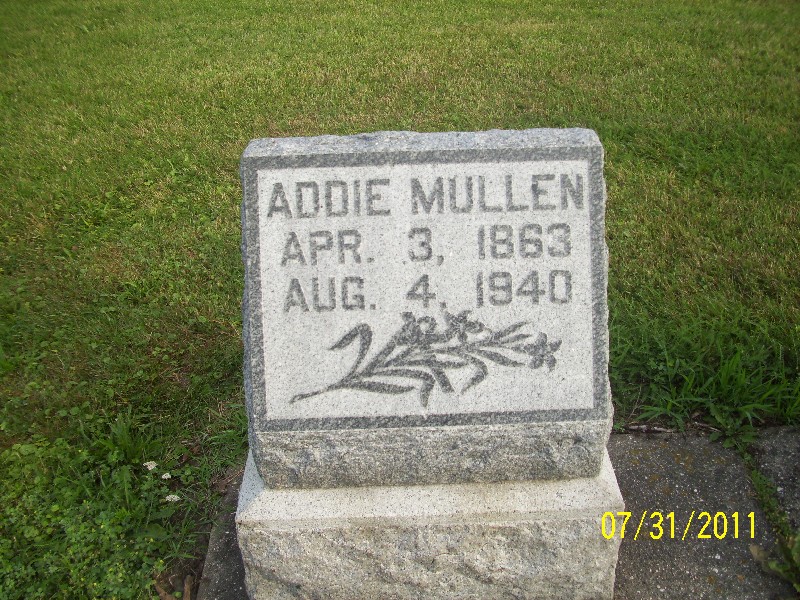 ADDIE MULLEN
APR. 3, 1863
AUG. 4, 1940
07/31/2011